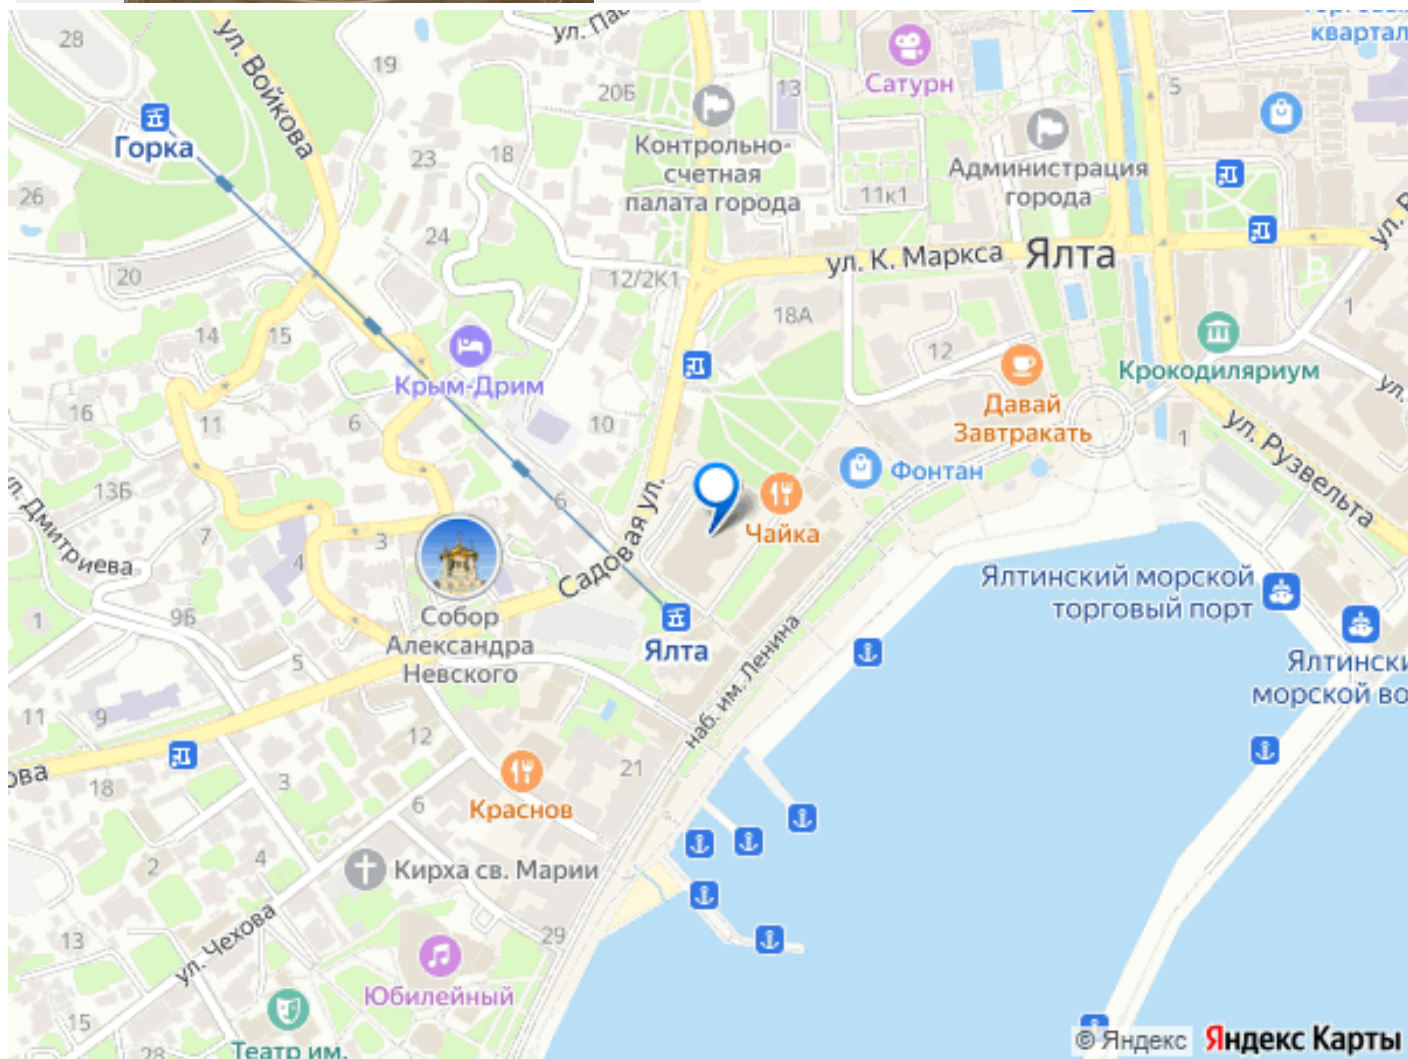 28
ул. Войкова
19
ул. Пав
Сатурн
квартал
20Б
13
5
Горка
Контрольно-
счетная
палата города
Администрация
города
23
18
11к1
26
24
20
12/2К1
ул. К. Маркса
Ялта
ул. Р
1
18А
14
15
12
Крым-Дрим
Крокодиляриум
Давай
Завтракать
ул.
16
11
6
10
Фонтан
1
ул. Рузвельта
13Б
6
Чайка
ул. Дмитриева
7
3
4
Садовая ул.
Ялтинский морской
торговый порт
1
9Б
Собор
Александра
Невского
Ялта
наб. им. Ленина
5
Ялтински
морской во
11
9
12
ова
18
3
21
Краснов
6
2
4
Кирха св. Марии
13
ул. Чехова
29
Юбилейный
15
28
Театр им.
© Яндекс
Яндекс Карты